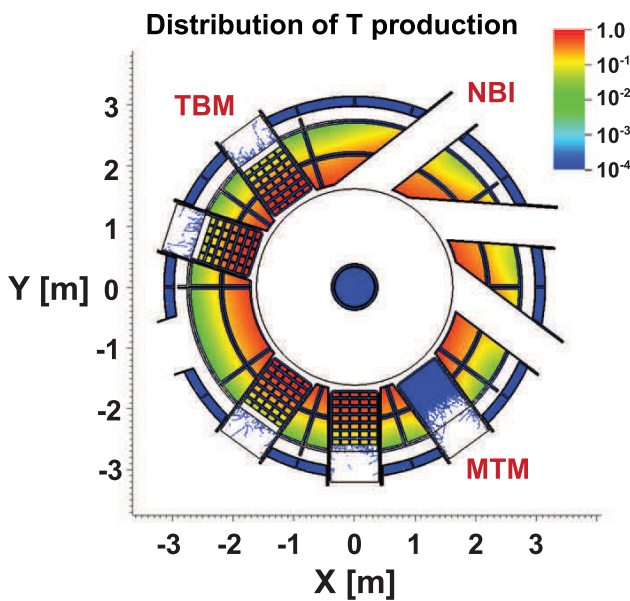 Distribution of T production
TBM
NBI
1.0
10-1
10-2
10-3
10-4
3
2
1
0
-1
-2
-3
Y [m]
MTM
-3 -2 -1 0 1 2 3
X [m]